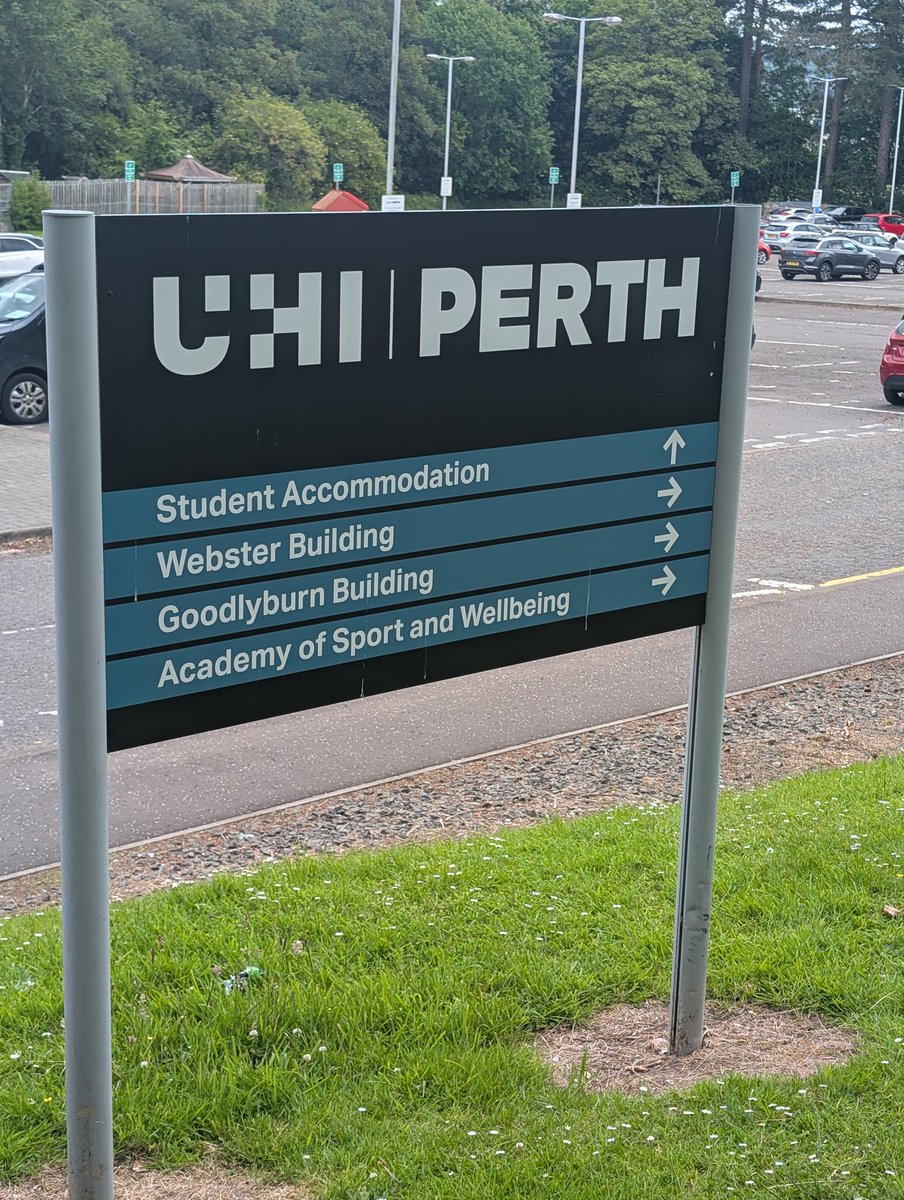 UHI | PERTH
Student Accommodation ↑
Webster Building →
Goodlyburn Building →
Academy of Sport and Wellbeing →